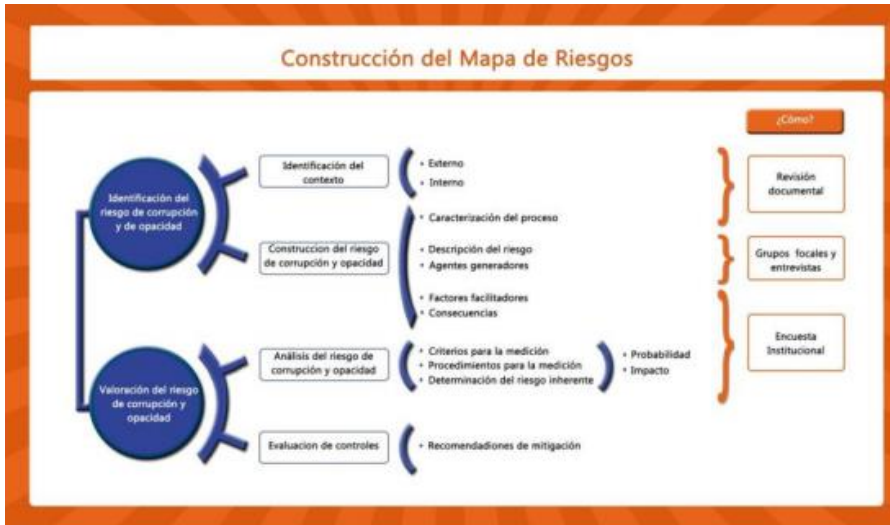 Construcción del Mapa de Riesgos
¿Cómo?
Identificación del
riesgo de corrupción
y de opacidad
Identificación del
contexto
• Externo
• Interno
Revisión
documental
Construccion del riesgo
de corrupción y opacidad
• Caracterización del proceso
• Descripción del riesgo
• Agentes generadores
• Factores facilitadores
• Consecuencias
Grupos focales y
entrevistas
Valoración del riesgo
de corrupción y
opacidad
Análisis del riesgo de
corrupción y opacidad
• Criterios para la medición
• Procedimientos para la medición
• Determinación del riesgo inherente
• Probabilidad
• Impacto
Encuesta
Institucional
Evaluacion de controles
• Recomendadiones de mitigación